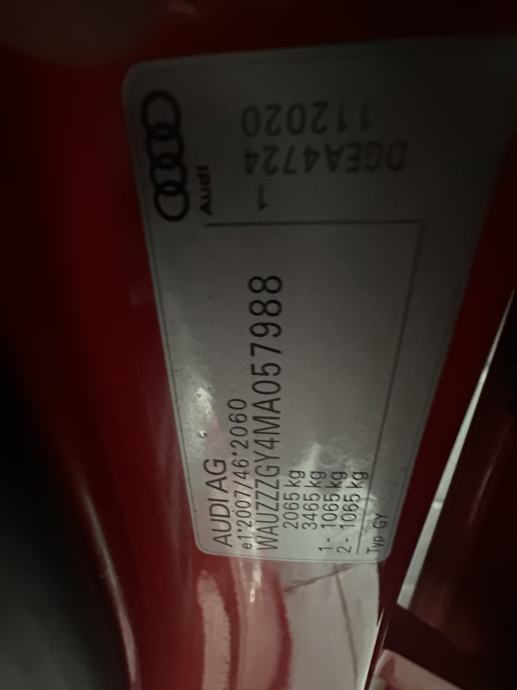 AUDI AG
e1*2007/46*2060
WAUZZZGY4MA057988
2065 kg
3465 kg
1 - 1065 kg
2 - 1065 kg
Typ GY
Audi
1
DGEA4724
112020